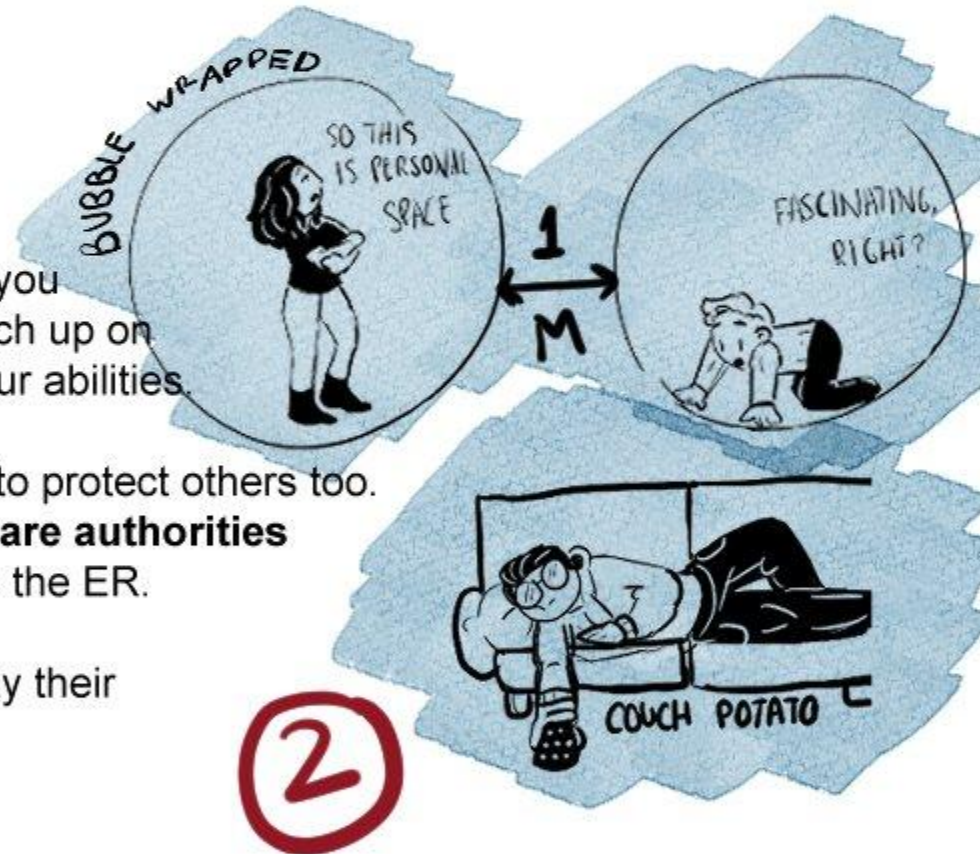 BUBBLE WRAPPED
SO THIS
IS PERSONAL
SPACE
1
M
FASCINATING,
RIGHT?
you
ch up on
ur abilities.
to protect others too.
are authorities
the ER.
y their
COUCH POTATO
2